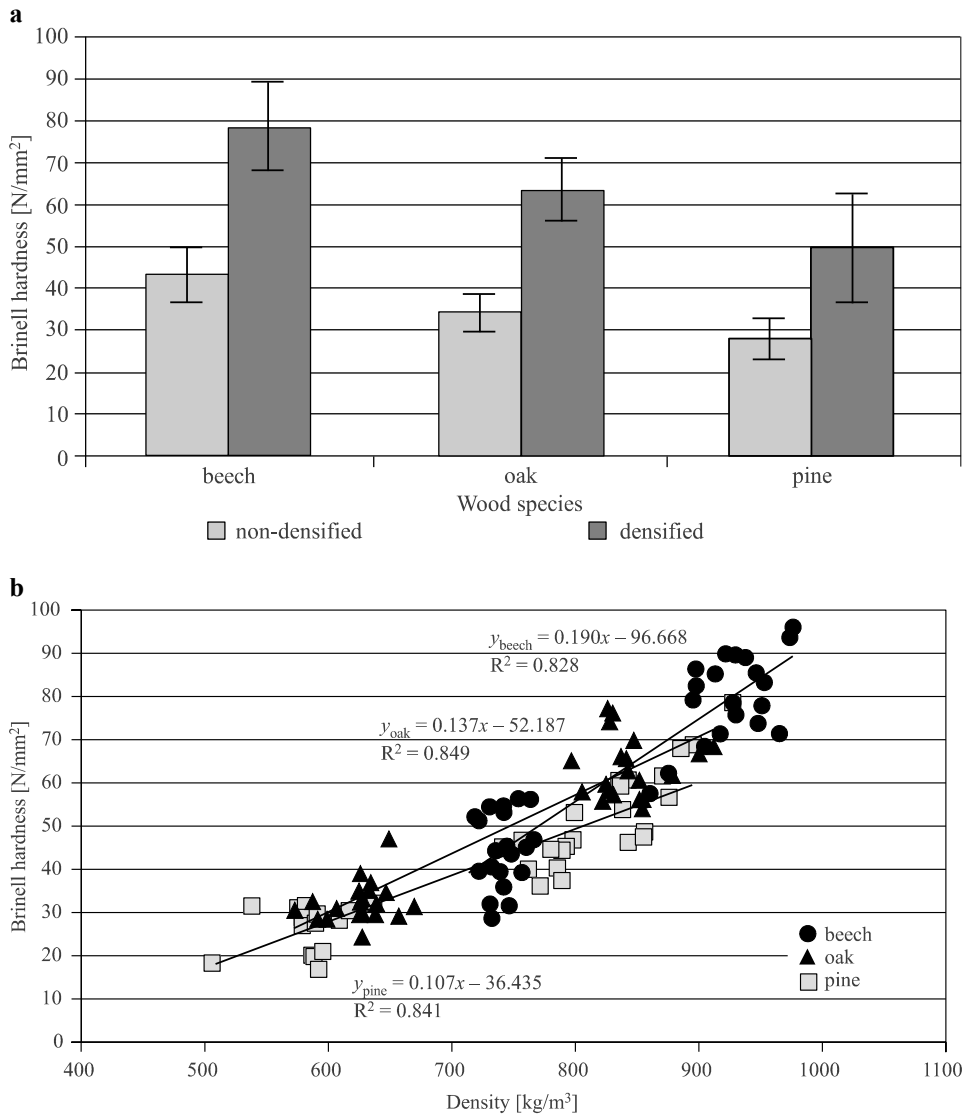 a
100
90
80
70
60
50
40
30
20
10
0
Brinell hardness [N/mm²]
beech oak pine
Wood species
non-densified densified
b
100
90
80
70
60
50
40
30
20
10
0
Brinell hardness [N/mm²]
y_beech = 0.190x – 96.668
R² = 0.828
y_oak = 0.137x – 52.187
R² = 0.849
beech
oak
pine
y_pine = 0.107x – 36.435
R² = 0.841
400 500 600 700 800 900 1000 1100
Density [kg/m³]